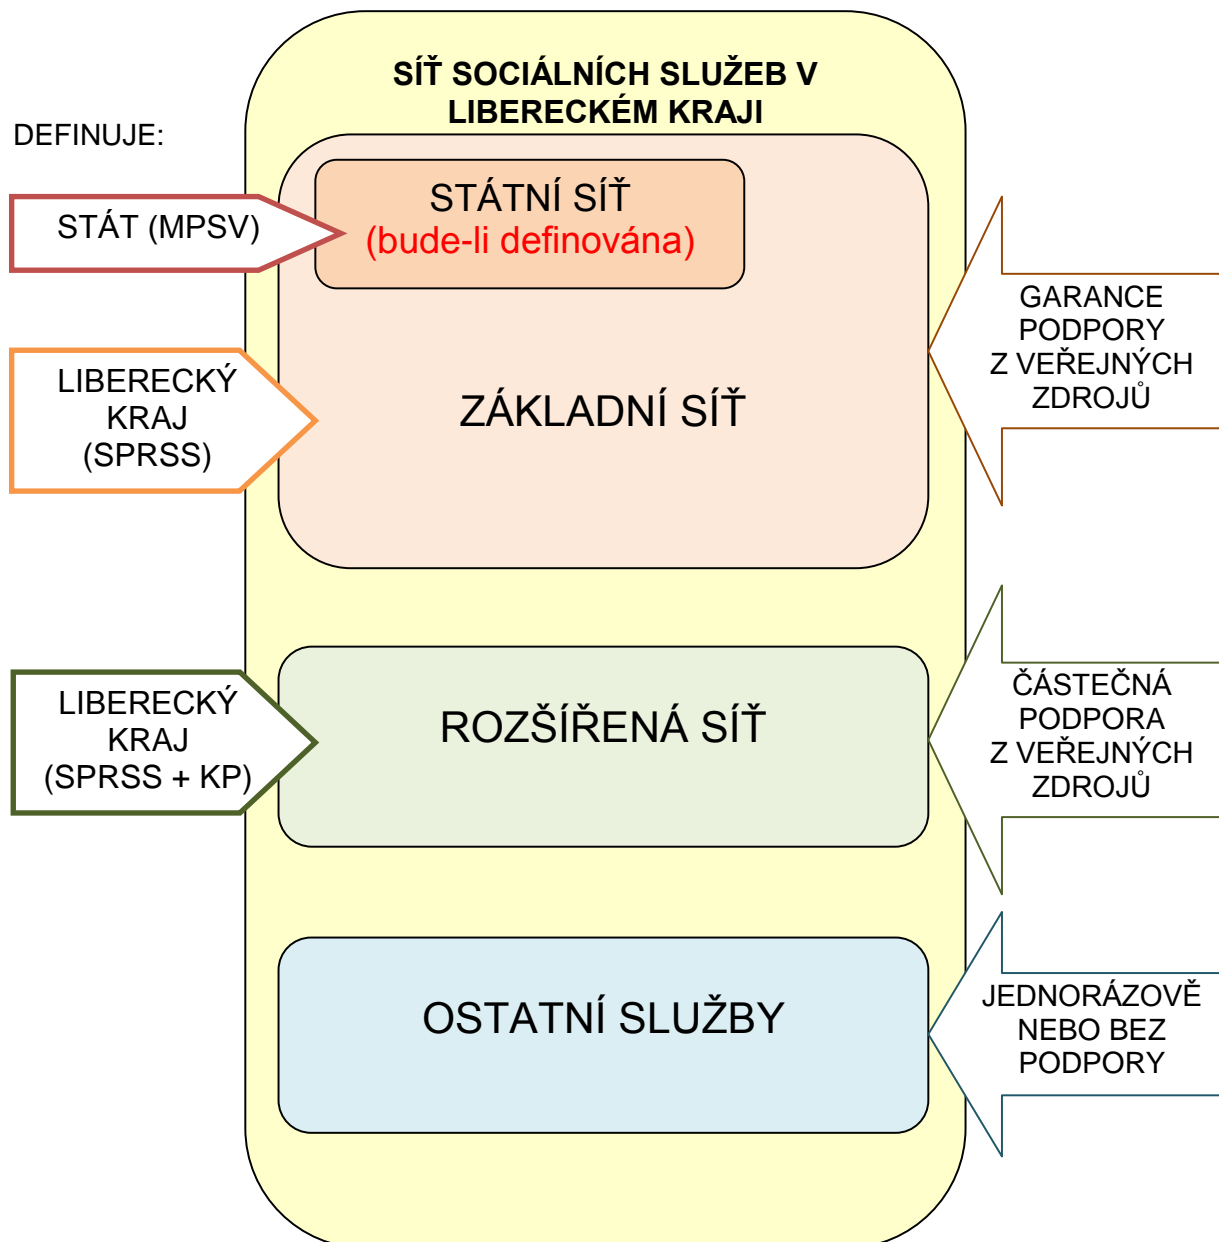 SÍŤ SOCIÁLNÍCH SLUŽEB V
LIBERECKÉM KRAJI
DEFINUJE:
STÁT (MPSV)
STÁTNÍ SÍŤ
(bude-li definována)
GARANCE
PODPORY
Z VEŘEJNÝCH
ZDROJŮ
LIBERECKÝ
KRAJ
(SPRSS)
ZÁKLADNÍ SÍŤ
LIBERECKÝ
KRAJ
(SPRSS + KP)
ROZŠÍŘENÁ SÍŤ
ČÁSTEČNÁ
PODPORA
Z VEŘEJNÝCH
ZDROJŮ
OSTATNÍ SLUŽBY
JEDNORÁZOVĚ
NEBO BEZ
PODPORY